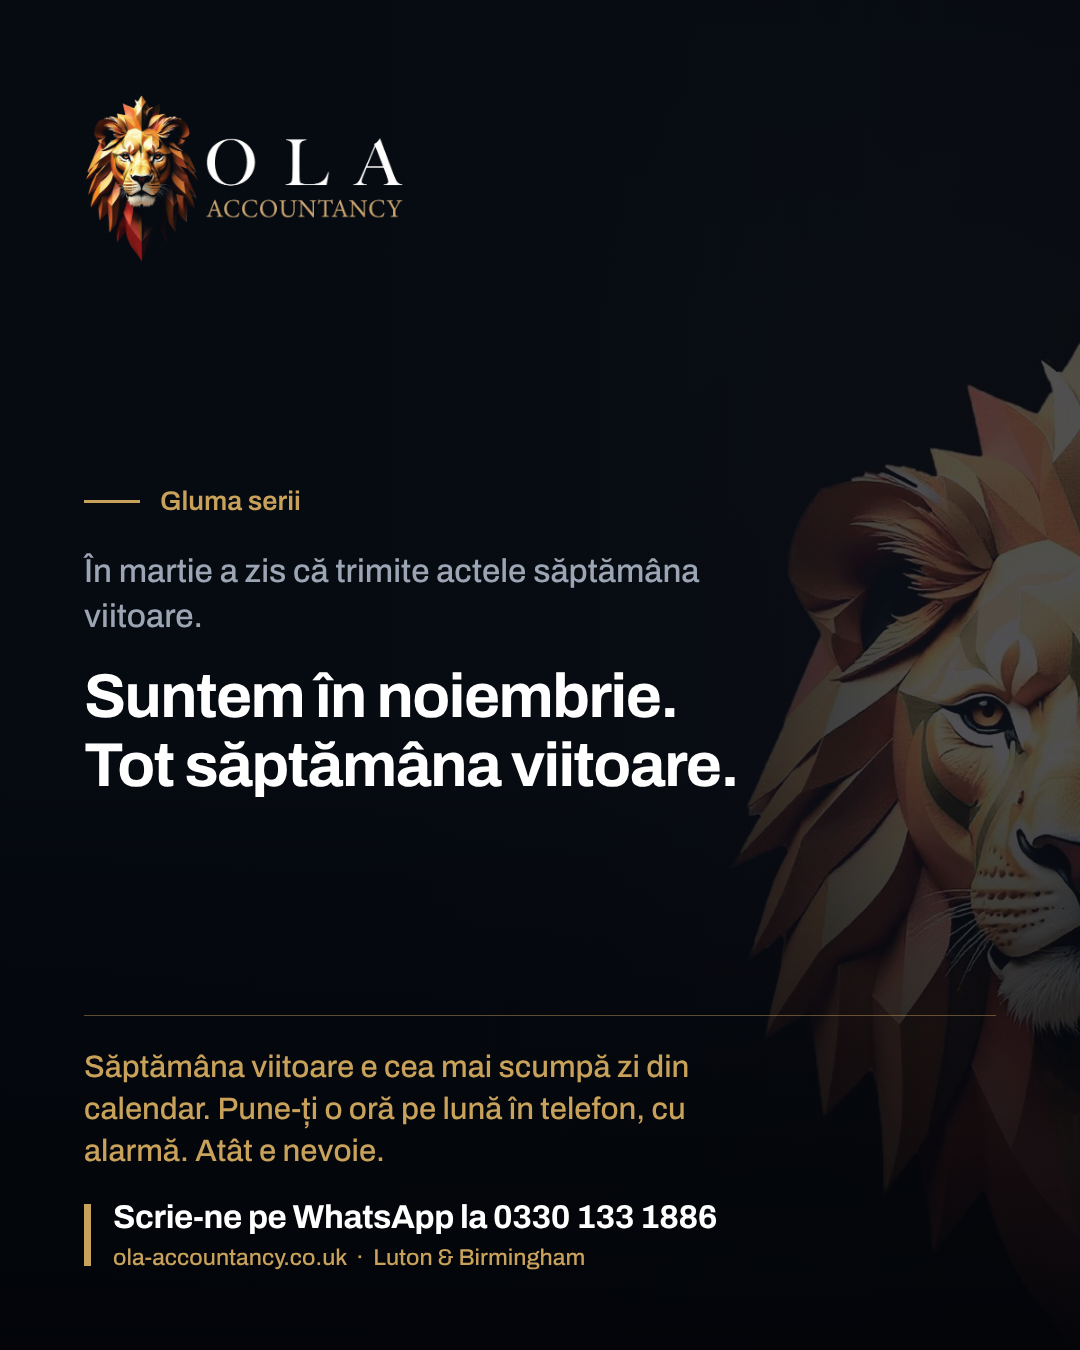 OLA
ACCOUNTANCY
Gluma serii
În martie a zis că trimite actele săptămâna
viitoare.
Suntem în noiembrie.
Tot săptămâna viitoare.
Săptămâna viitoare e cea mai scumpă zi din
calendar. Pune-ți o oră pe lună în telefon, cu
alarmă. Atât e nevoie.
Scrie-ne pe WhatsApp la 0330 133 1886
ola-accountancy.co.uk · Luton & Birmingham